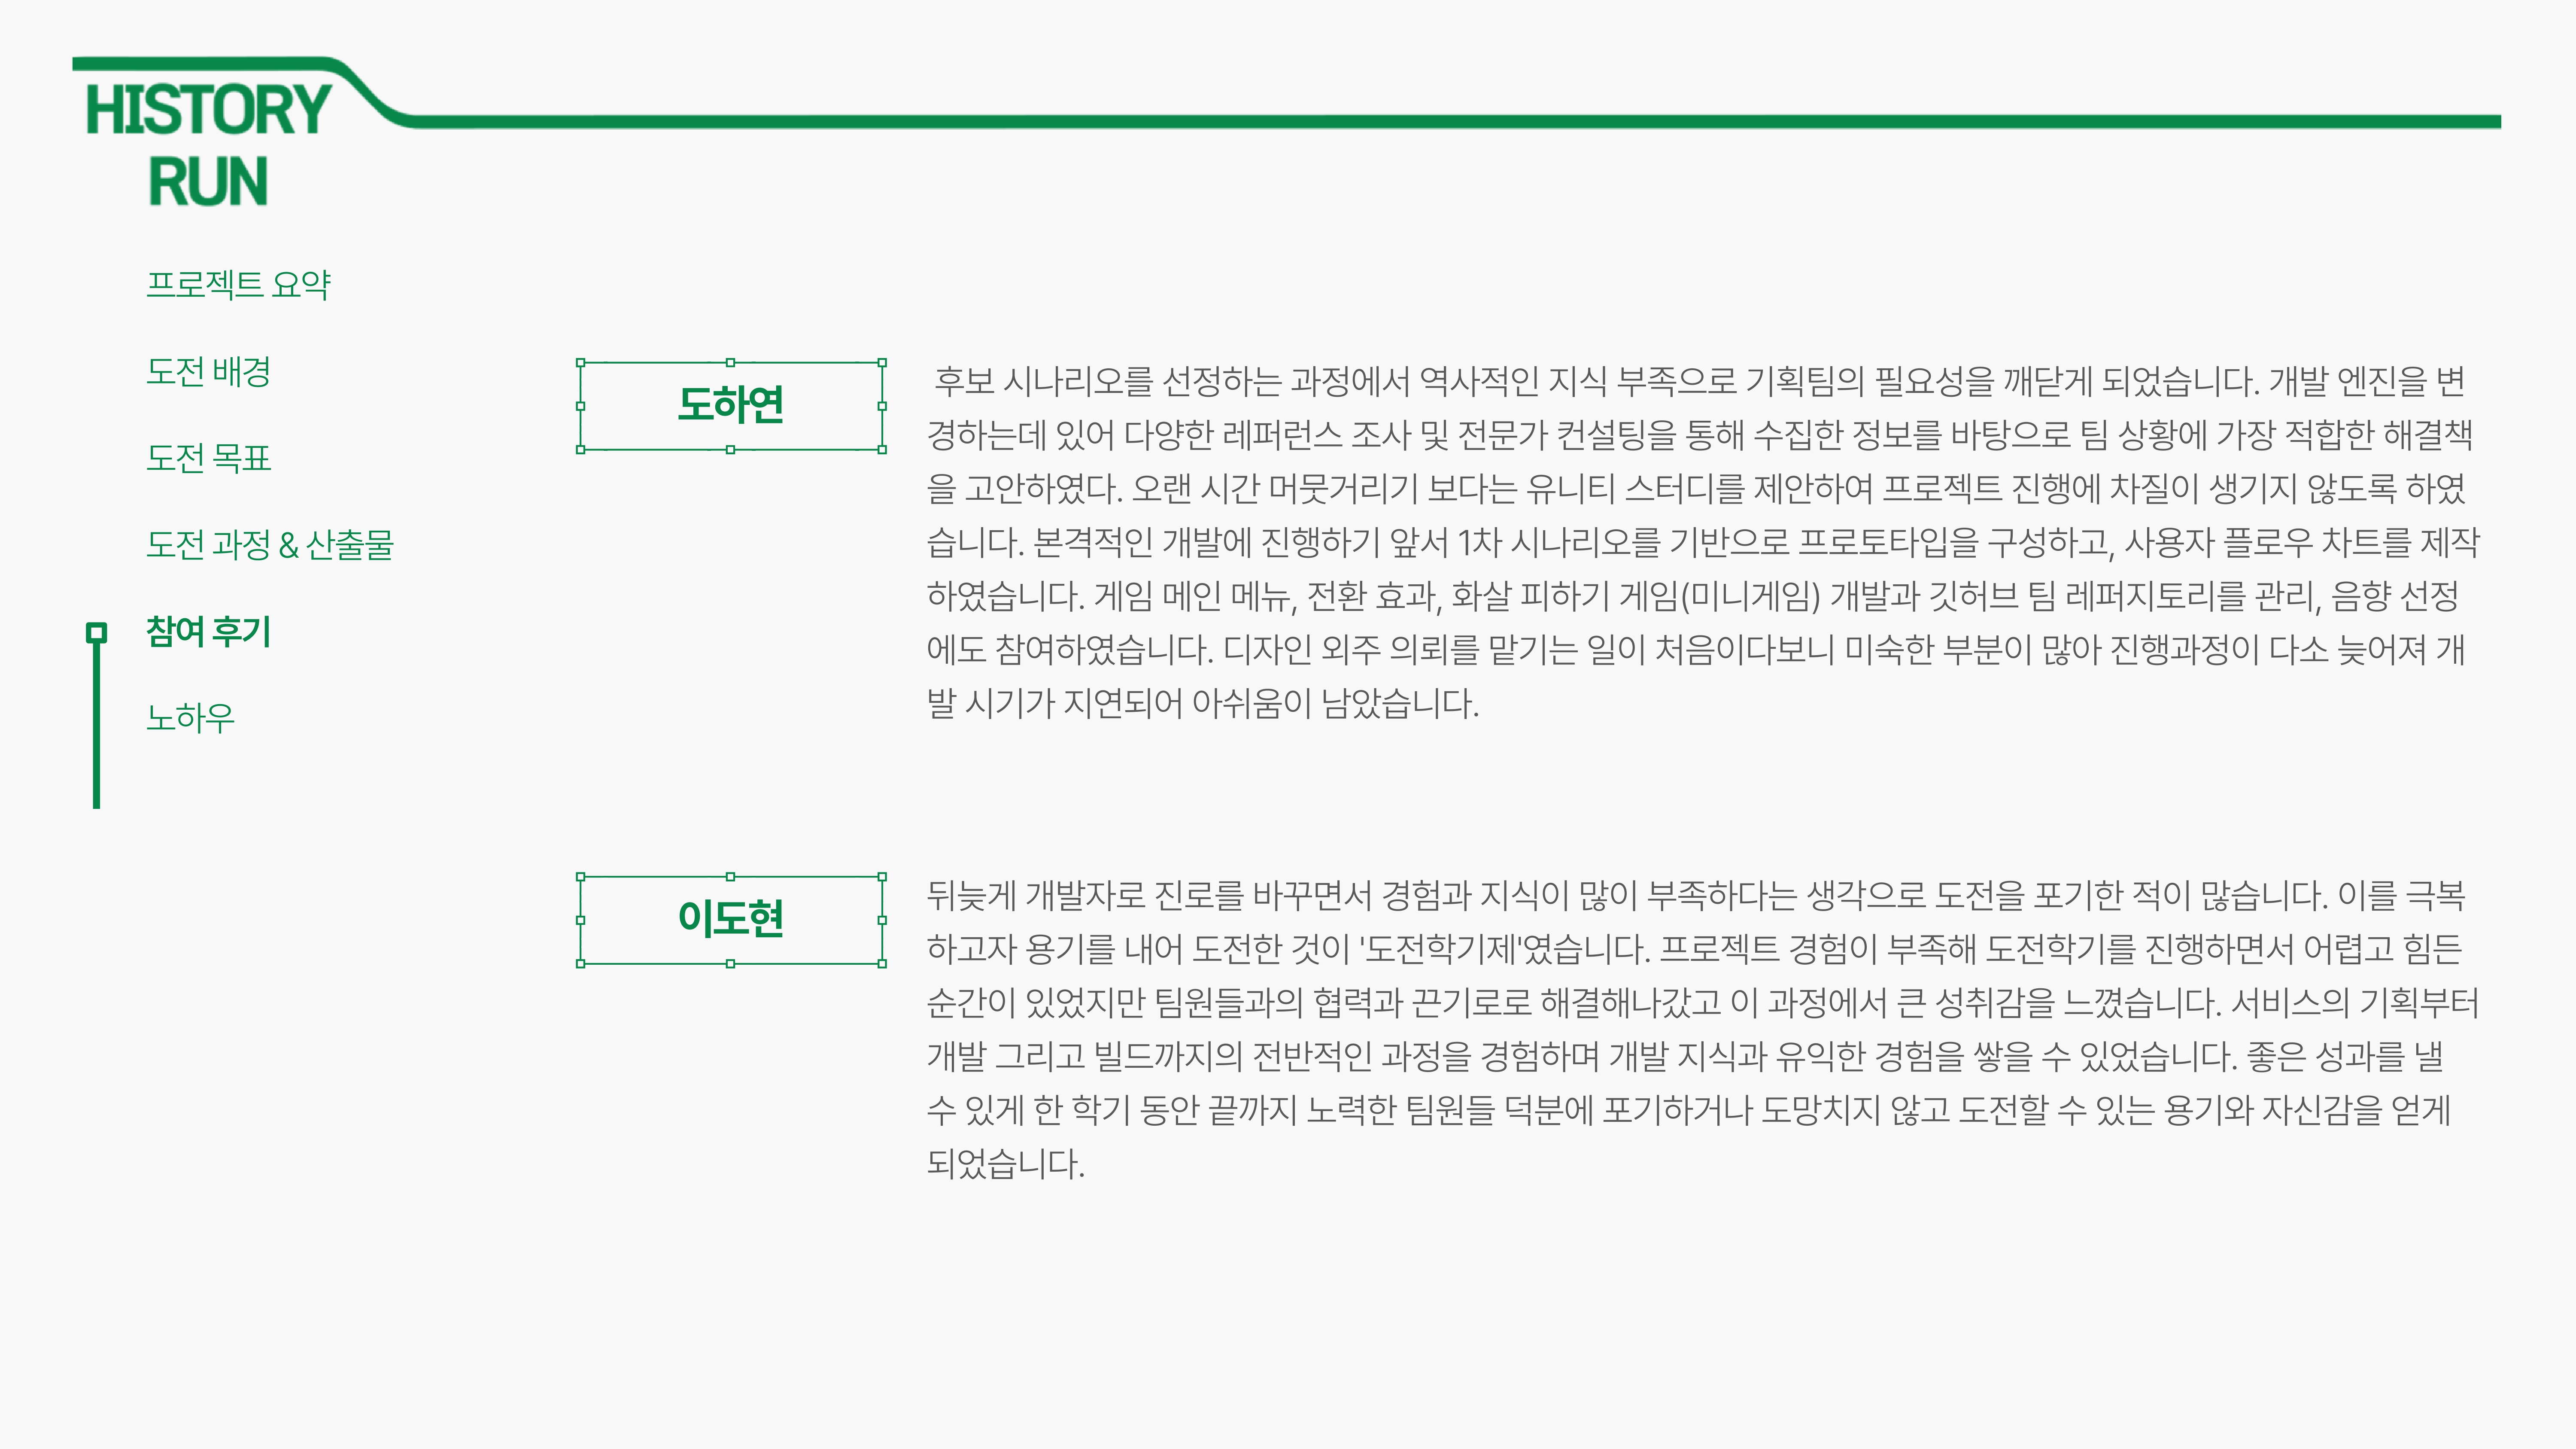 HISTORY
RUN
프로젝트 요약
도전 배경
도전 목표
도전 과정 & 산출물
참여 후기
노하우
도하연
후보 시나리오를 선정하는 과정에서 역사적인 지식 부족으로 기획팀의 필요성을 깨닫게 되었습니다. 개발 엔진을 변
경하는데 있어 다양한 레퍼런스 조사 및 전문가 컨설팅을 통해 수집한 정보를 바탕으로 팀 상황에 가장 적합한 해결책
을 고안하였다. 오랜 시간 머뭇거리기 보다는 유니티 스터디를 제안하여 프로젝트 진행에 차질이 생기지 않도록 하였
습니다. 본격적인 개발에 진행하기 앞서 1차 시나리오를 기반으로 프로토타입을 구성하고, 사용자 플로우 차트를 제작
하였습니다. 게임 메인 메뉴, 전환 효과, 화살 피하기 게임(미니게임) 개발과 깃허브 팀 레퍼지토리를 관리, 음향 선정
에도 참여하였습니다. 디자인 외주 의뢰를 맡기는 일이 처음이다보니 미숙한 부분이 많아 진행과정이 다소 늦어져 개
발 시기가 지연되어 아쉬움이 남았습니다.
이도현
뒤늦게 개발자로 진로를 바꾸면서 경험과 지식이 많이 부족하다는 생각으로 도전을 포기한 적이 많습니다. 이를 극복
하고자 용기를 내어 도전한 것이 '도전학기제'였습니다. 프로젝트 경험이 부족해 도전학기를 진행하면서 어렵고 힘든
순간이 있었지만 팀원들과의 협력과 끈기로로 해결해나갔고 이 과정에서 큰 성취감을 느꼈습니다. 서비스의 기획부터
개발 그리고 빌드까지의 전반적인 과정을 경험하며 개발 지식과 유익한 경험을 쌓을 수 있었습니다. 좋은 성과를 낼
수 있게 한 학기 동안 끝까지 노력한 팀원들 덕분에 포기하거나 도망치지 않고 도전할 수 있는 용기와 자신감을 얻게
되었습니다.